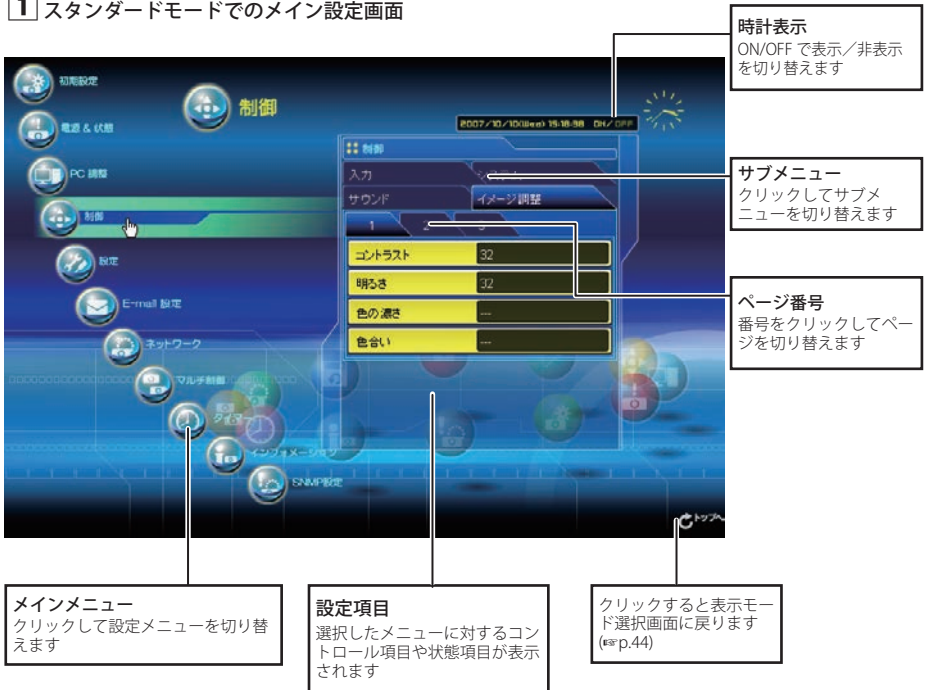 1 スタンダードモードでのメイン設定画面
時計表示
ON/OFF で表示／非表示
を切り替えます
初期設定
電源 & 状態
PC 調整
制御
設定
E-mail 設定
ネットワーク
マルチ制御
タイマー
インフォメーション
SNMP設定
制御
2007/10/10(Wed) 15:18:38 ON/OFF
制御
入力
システム
サウンド
イメージ調整
1
2
3
コントラスト 32
明るさ 32
色の濃さ ---
色合い ---
トップへ
サブメニュー
クリックしてサブメ
ニューを切り替えます
ページ番号
番号をクリックしてペー
ジを切り替えます
メインメニュー
クリックして設定メニューを切り替
えます
設定項目
選択したメニューに対するコン
トロール項目や状態項目が表示
されます
クリックすると表示モー
ド選択画面に戻ります
(☞p.44)